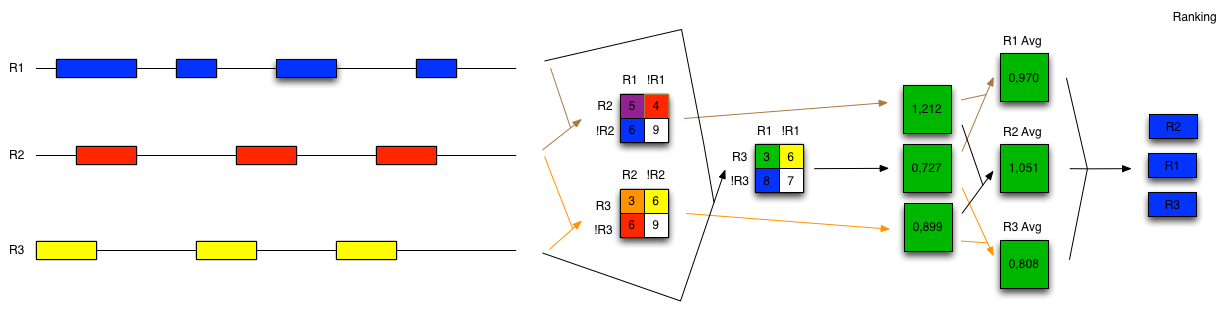 Ranking
R1
R2
R3
R1 !R1
R2 5 4
!R2 6 9
R2 !R2
R3 3 6
!R3 6 9
R1 !R1
R3 3 6
!R3 8 7
1,212
0,727
0,899
R1 Avg
0,970
R2 Avg
1,051
R3 Avg
0,808
R2
R1
R3